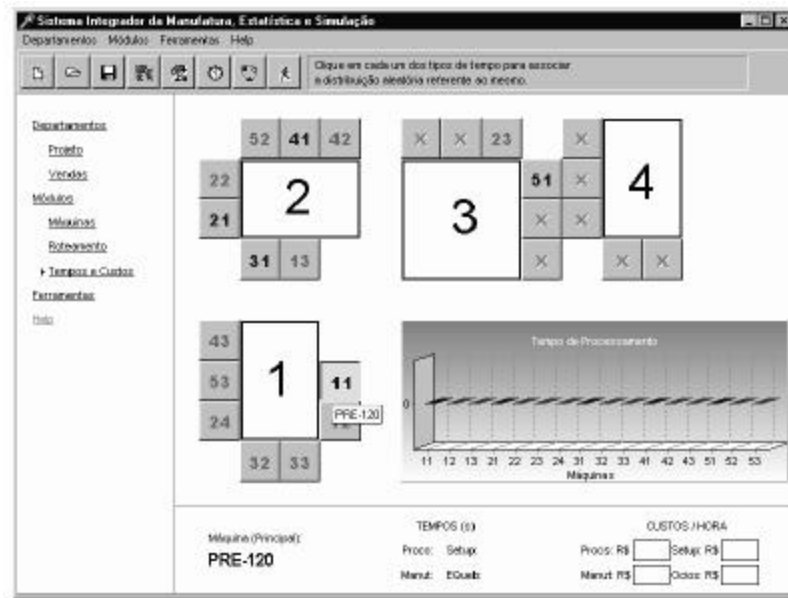 Sistema Integrador da Manufatura, Estatística e Simulação
Departamentos Módulos Ferramentas Help
Clique em cada um dos tipos de tempo para associar
a distribuição aleatória referente ao mesmo.
Departamentos
Projeto
Vendas
Módulos
Máquinas
Roteamento
Tempos e Custos
Ferramentas
Help
52 41 42
22
21
2
31 13
X X 23
3
51
X
X
X X
X X
4
X X
43
53
24
1
11
PRE-120
32 33
Tempo de Processamento
0
11 12 13 21 22 23 24 31 32 33 41 42 43 51 52 53
Máquinas
Máquina (Principal):
PRE-120
TEMPOS (s)
Proco: Setup:
Manut: EQueb:
CUSTOS / HORA
Procs: R$ Setup: R$
Manut: R$ Ocios: R$